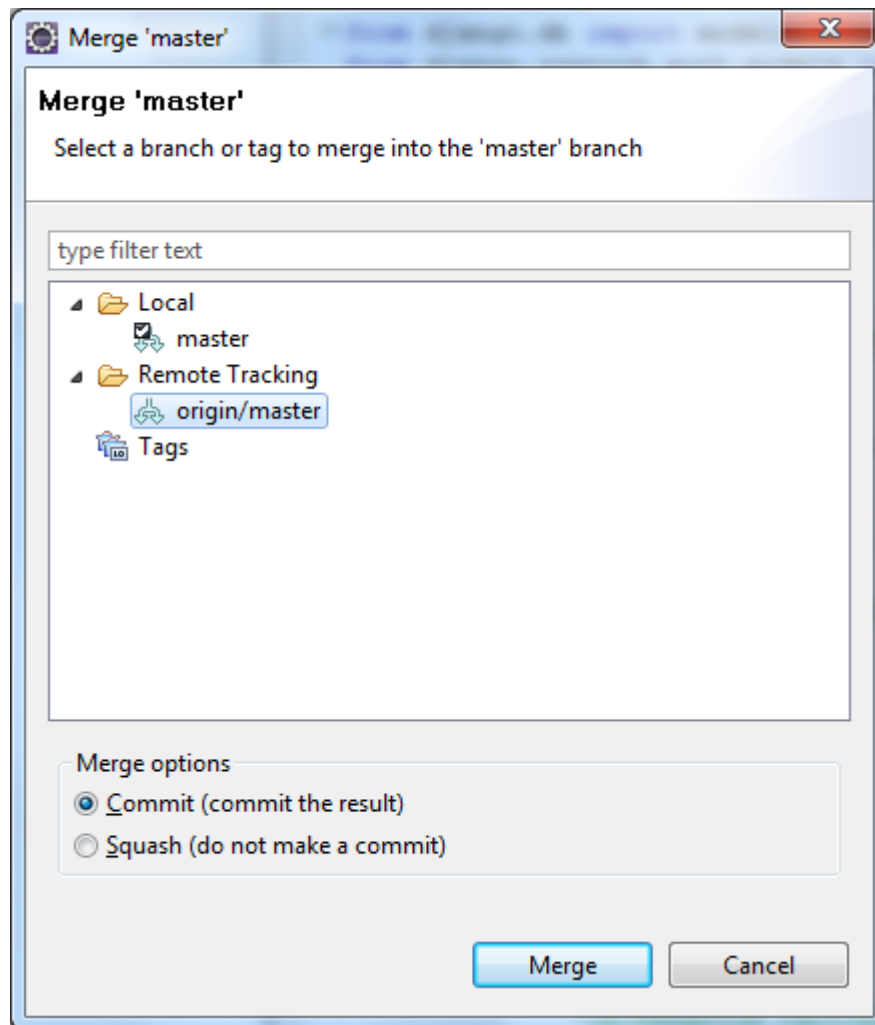 Merge 'master'
Merge 'master'
Select a branch or tag to merge into the 'master' branch
type filter text
Local
master
Remote Tracking
origin/master
Tags
Merge options
Commit (commit the result)
Squash (do not make a commit)
Merge Cancel